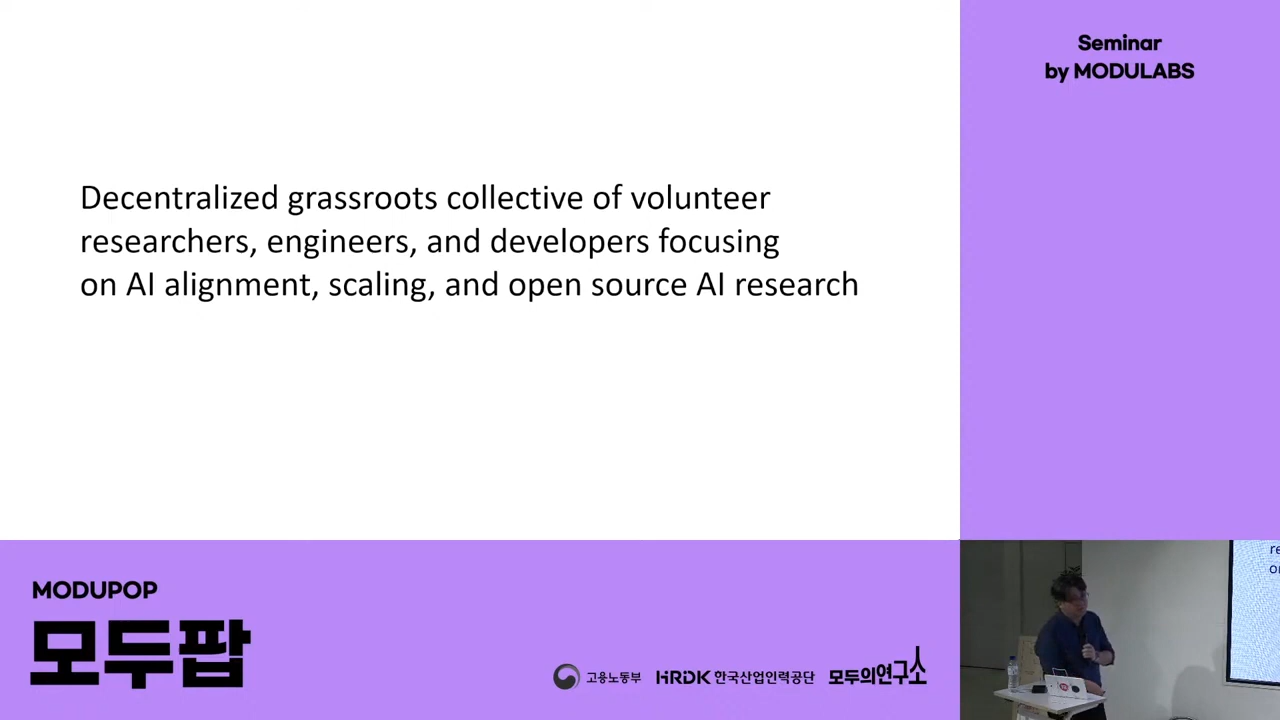 Seminar
by MODULABS
Decentralized grassroots collective of volunteer
researchers, engineers, and developers focusing
on AI alignment, scaling, and open source AI research
re
or
MODUPOP
모두팝
고용노동부
HRDK 한국산업인력공단
모두의연구소